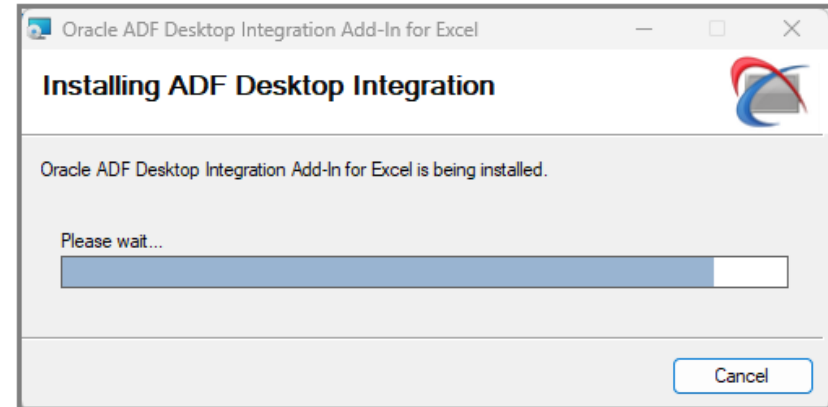 Oracle ADF Desktop Integration Add-In for Excel
Installing ADF Desktop Integration
Oracle ADF Desktop Integration Add-In for Excel is being installed.
Please wait...
Cancel